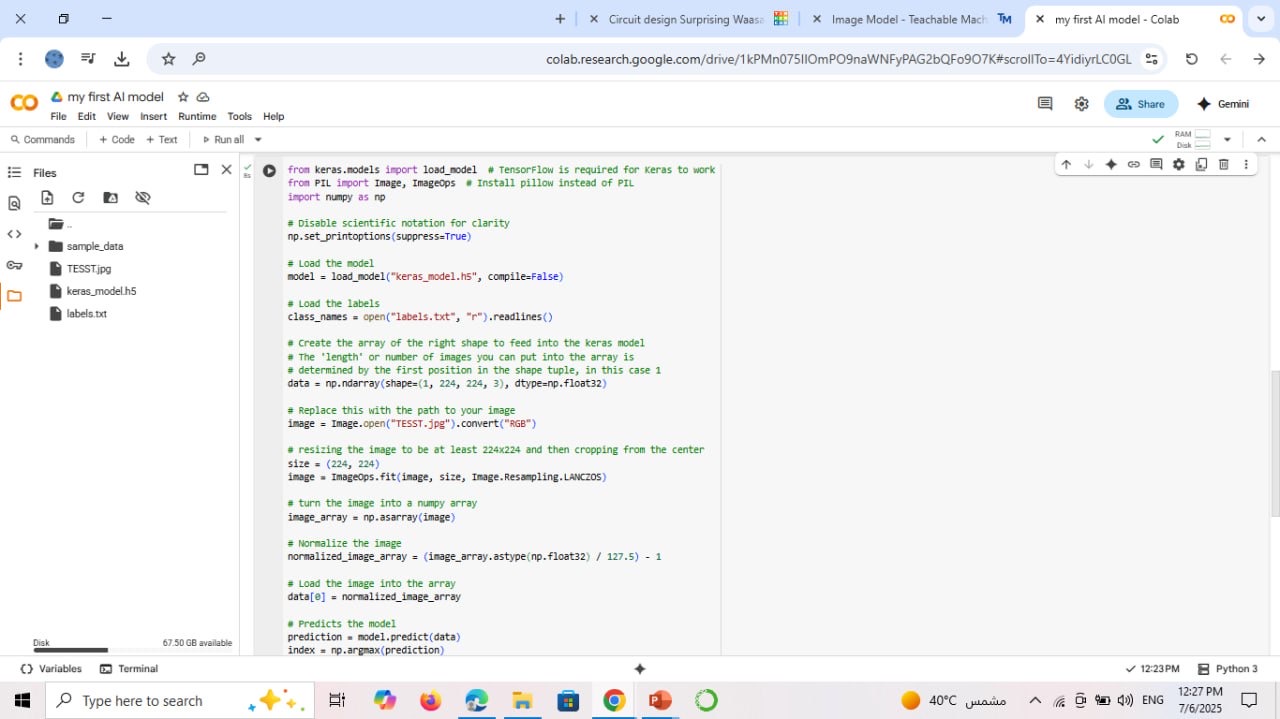 Circuit design Surprising Waasa
Image Model - Teachable Mach
my first AI model - Colab
colab.research.google.com/drive/1kPMn075IIOmPO9naWNFyPAG2bQFo9O7K#scrollTo=4YidiyrLC0GL
my first AI model
Share
Gemini
File Edit View Insert Runtime Tools Help
Commands + Code + Text Run all
RAM
Disk
Files
..
sample_data
TESST.jpg
keras_model.h5
labels.txt
Disk 67.50 GB available
from keras.models import load_model  # TensorFlow is required for Keras to work
from PIL import Image, ImageOps  # Install pillow instead of PIL
import numpy as np
# Disable scientific notation for clarity
np.set_printoptions(suppress=True)
# Load the model
model = load_model("keras_model.h5", compile=False)
# Load the labels
class_names = open("labels.txt", "r").readlines()
# Create the array of the right shape to feed into the keras model
# The 'length' or number of images you can put into the array is
# determined by the first position in the shape tuple, in this case 1
data = np.ndarray(shape=(1, 224, 224, 3), dtype=np.float32)
# Replace this with the path to your image
image = Image.open("TESST.jpg").convert("RGB")
# resizing the image to be at least 224x224 and then cropping from the center
size = (224, 224)
image = ImageOps.fit(image, size, Image.Resampling.LANCZOS)
# turn the image into a numpy array
image_array = np.asarray(image)
# Normalize the image
normalized_image_array = (image_array.astype(np.float32) / 127.5) - 1
# Load the image into the array
data[0] = normalized_image_array
# Predicts the model
prediction = model.predict(data)
index = np.argmax(prediction)
Variables Terminal
12:23 PM Python 3
Type here to search
40°C مشمس
ENG
12:27 PM
7/6/2025